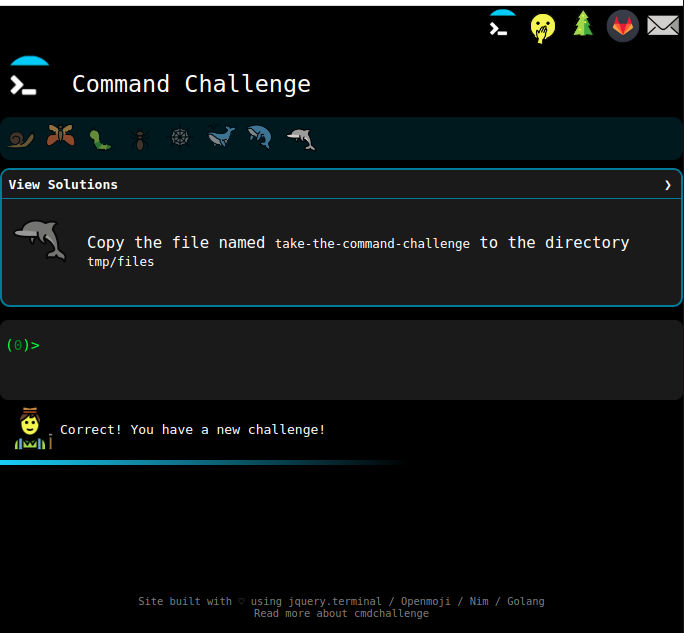 Command Challenge
View Solutions ❯
Copy the file named take-the-command-challenge to the directory
tmp/files
(0)>
Correct! You have a new challenge!
Site built with ♡ using jquery.terminal / Openmoji / Nim / Golang
Read more about cmdchallenge